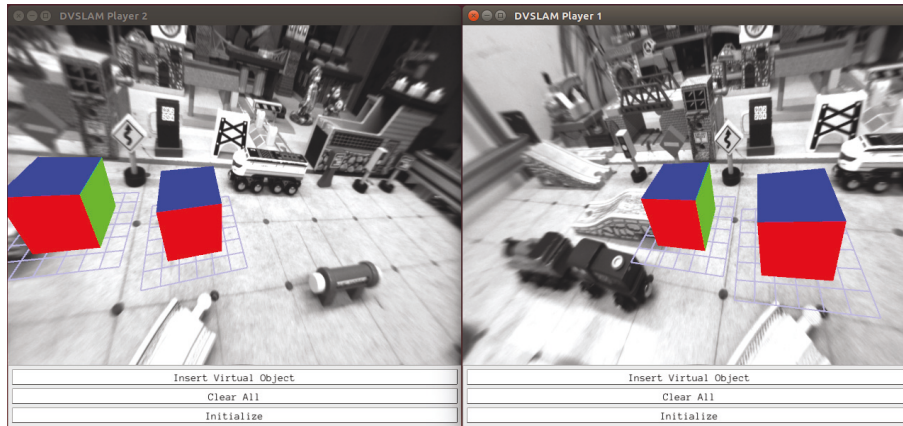 DVSLAM Player 2
Insert Virtual Object
Clear All
Initialize
DVSLAM Player 1
Insert Virtual Object
Clear All
Initialize